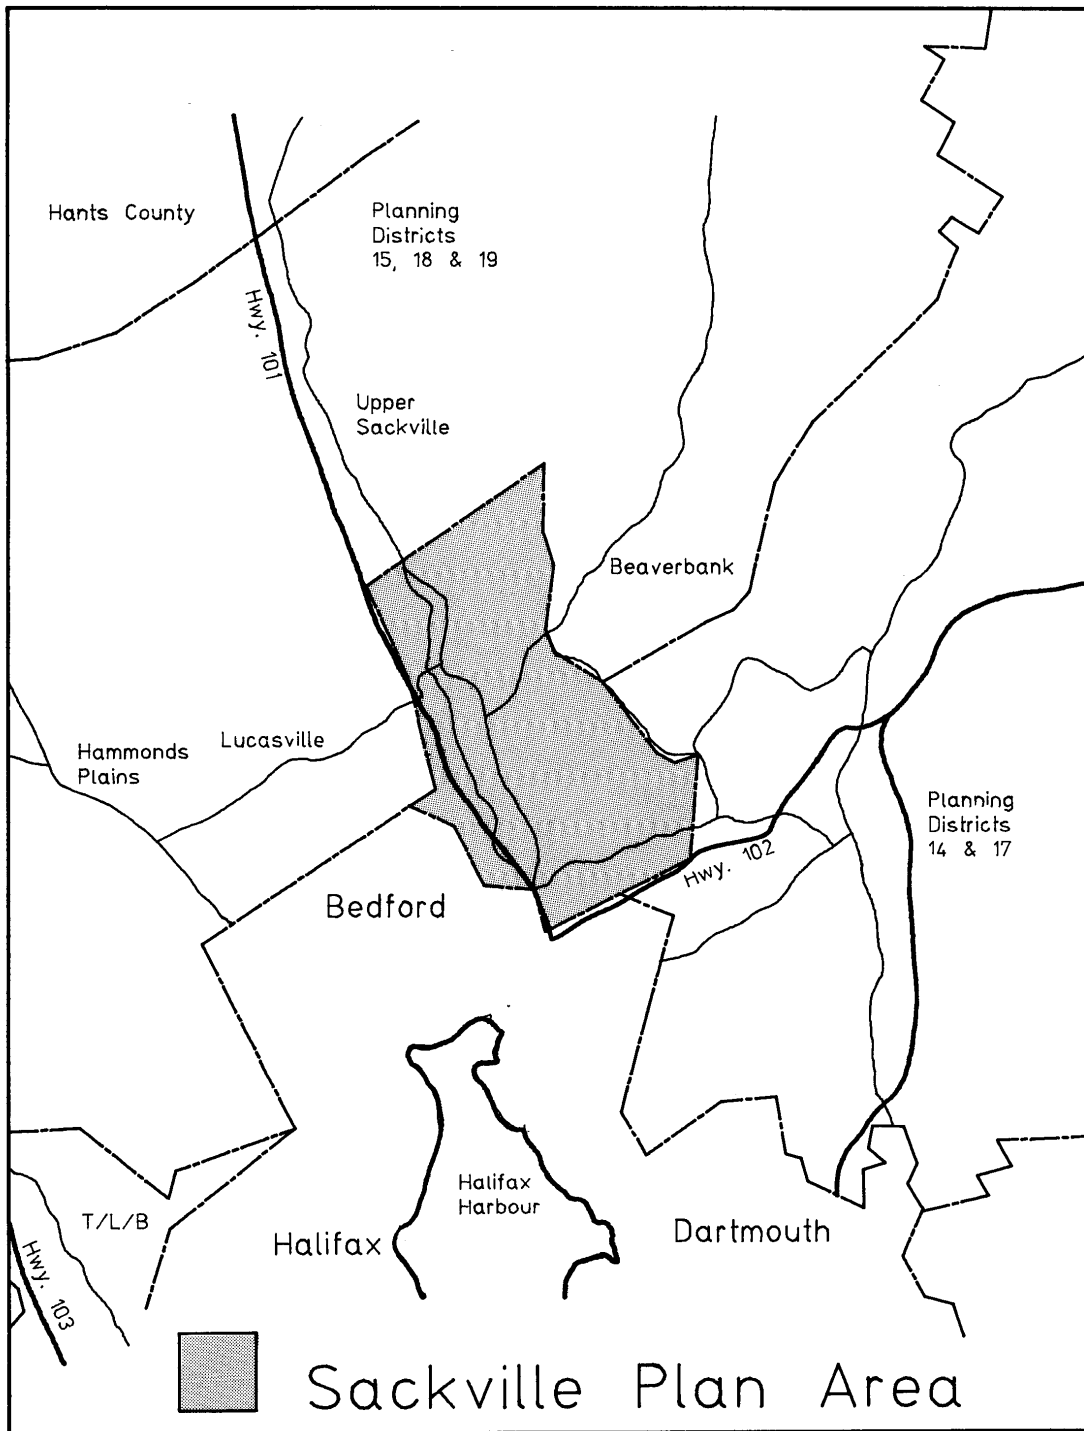 Hants County
Planning
Districts
15, 18 & 19
Hwy. 101
Upper
Sackville
Beaverbank
Lucasville
Hammonds
Plains
Planning
Districts
14 & 17
Hwy. 102
Bedford
Halifax
Harbour
T/L/B
Halifax
Dartmouth
Hwy. 103
Sackville Plan Area